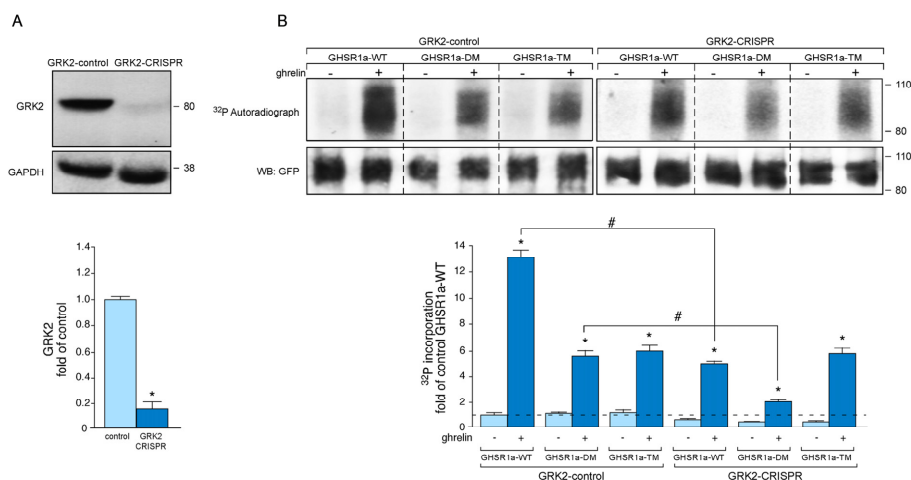 A
B
GRK2-control GRK2-CRISPR
GRK2
80
GAPDH
38
GRK2-control GRK2-CRISPR
GHSR1a-WT GHSR1a-DM GHSR1a-TM GHSR1a-WT GHSR1a-DM GHSR1a-TM
ghrelin - + - + - + - + - + - +
32P Autoradiograph
110
80
WB: GFP
110
80
GRK2
fold of control
1.4
1.2
1.0
0.8
0.6
0.4
0.2
0.0
*
control GRK2
CRISPR
32P incorporation
fold of control GHSR1a-WT
14
12
10
8
6
4
2
0
#
#
* * * * * *
ghrelin - + - + - + - + - + - +
GHSR1a-WT GHSR1a-DM GHSR1a-TM GHSR1a-WT GHSR1a-DM GHSR1a-TM
GRK2-control GRK2-CRISPR